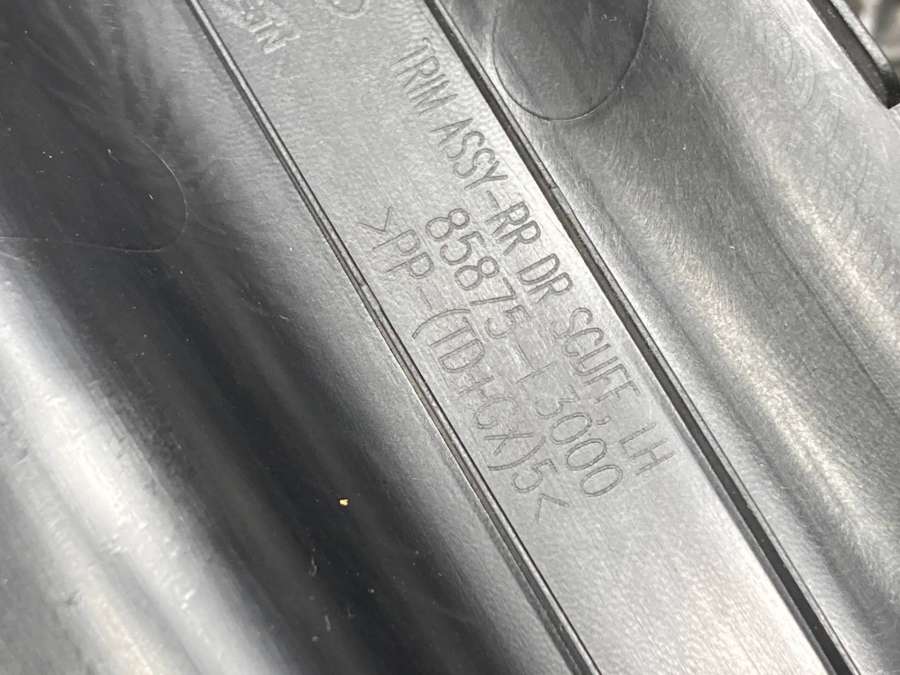 TRIM ASSY-RR DR SCUFF, LH
85875-L3000
>PP-(TD+GX)5<